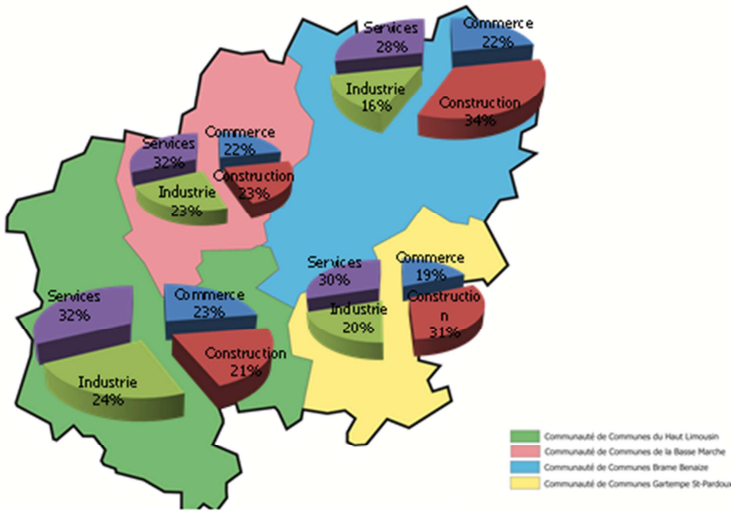 Services
28%
Commerce
22%
Industrie
16%
Construction
34%
Services
32%
Commerce
22%
Industrie
23%
Construction
23%
Services
30%
Commerce
19%
Industrie
20%
Constructio
n
31%
Services
32%
Commerce
23%
Industrie
24%
Construction
21%
Communauté de Communes du Haut Limousin
Communauté de Communes de la Basse Marche
Communauté de Communes Brame Benaize
Communauté de Communes Gartempe St-Pardoux